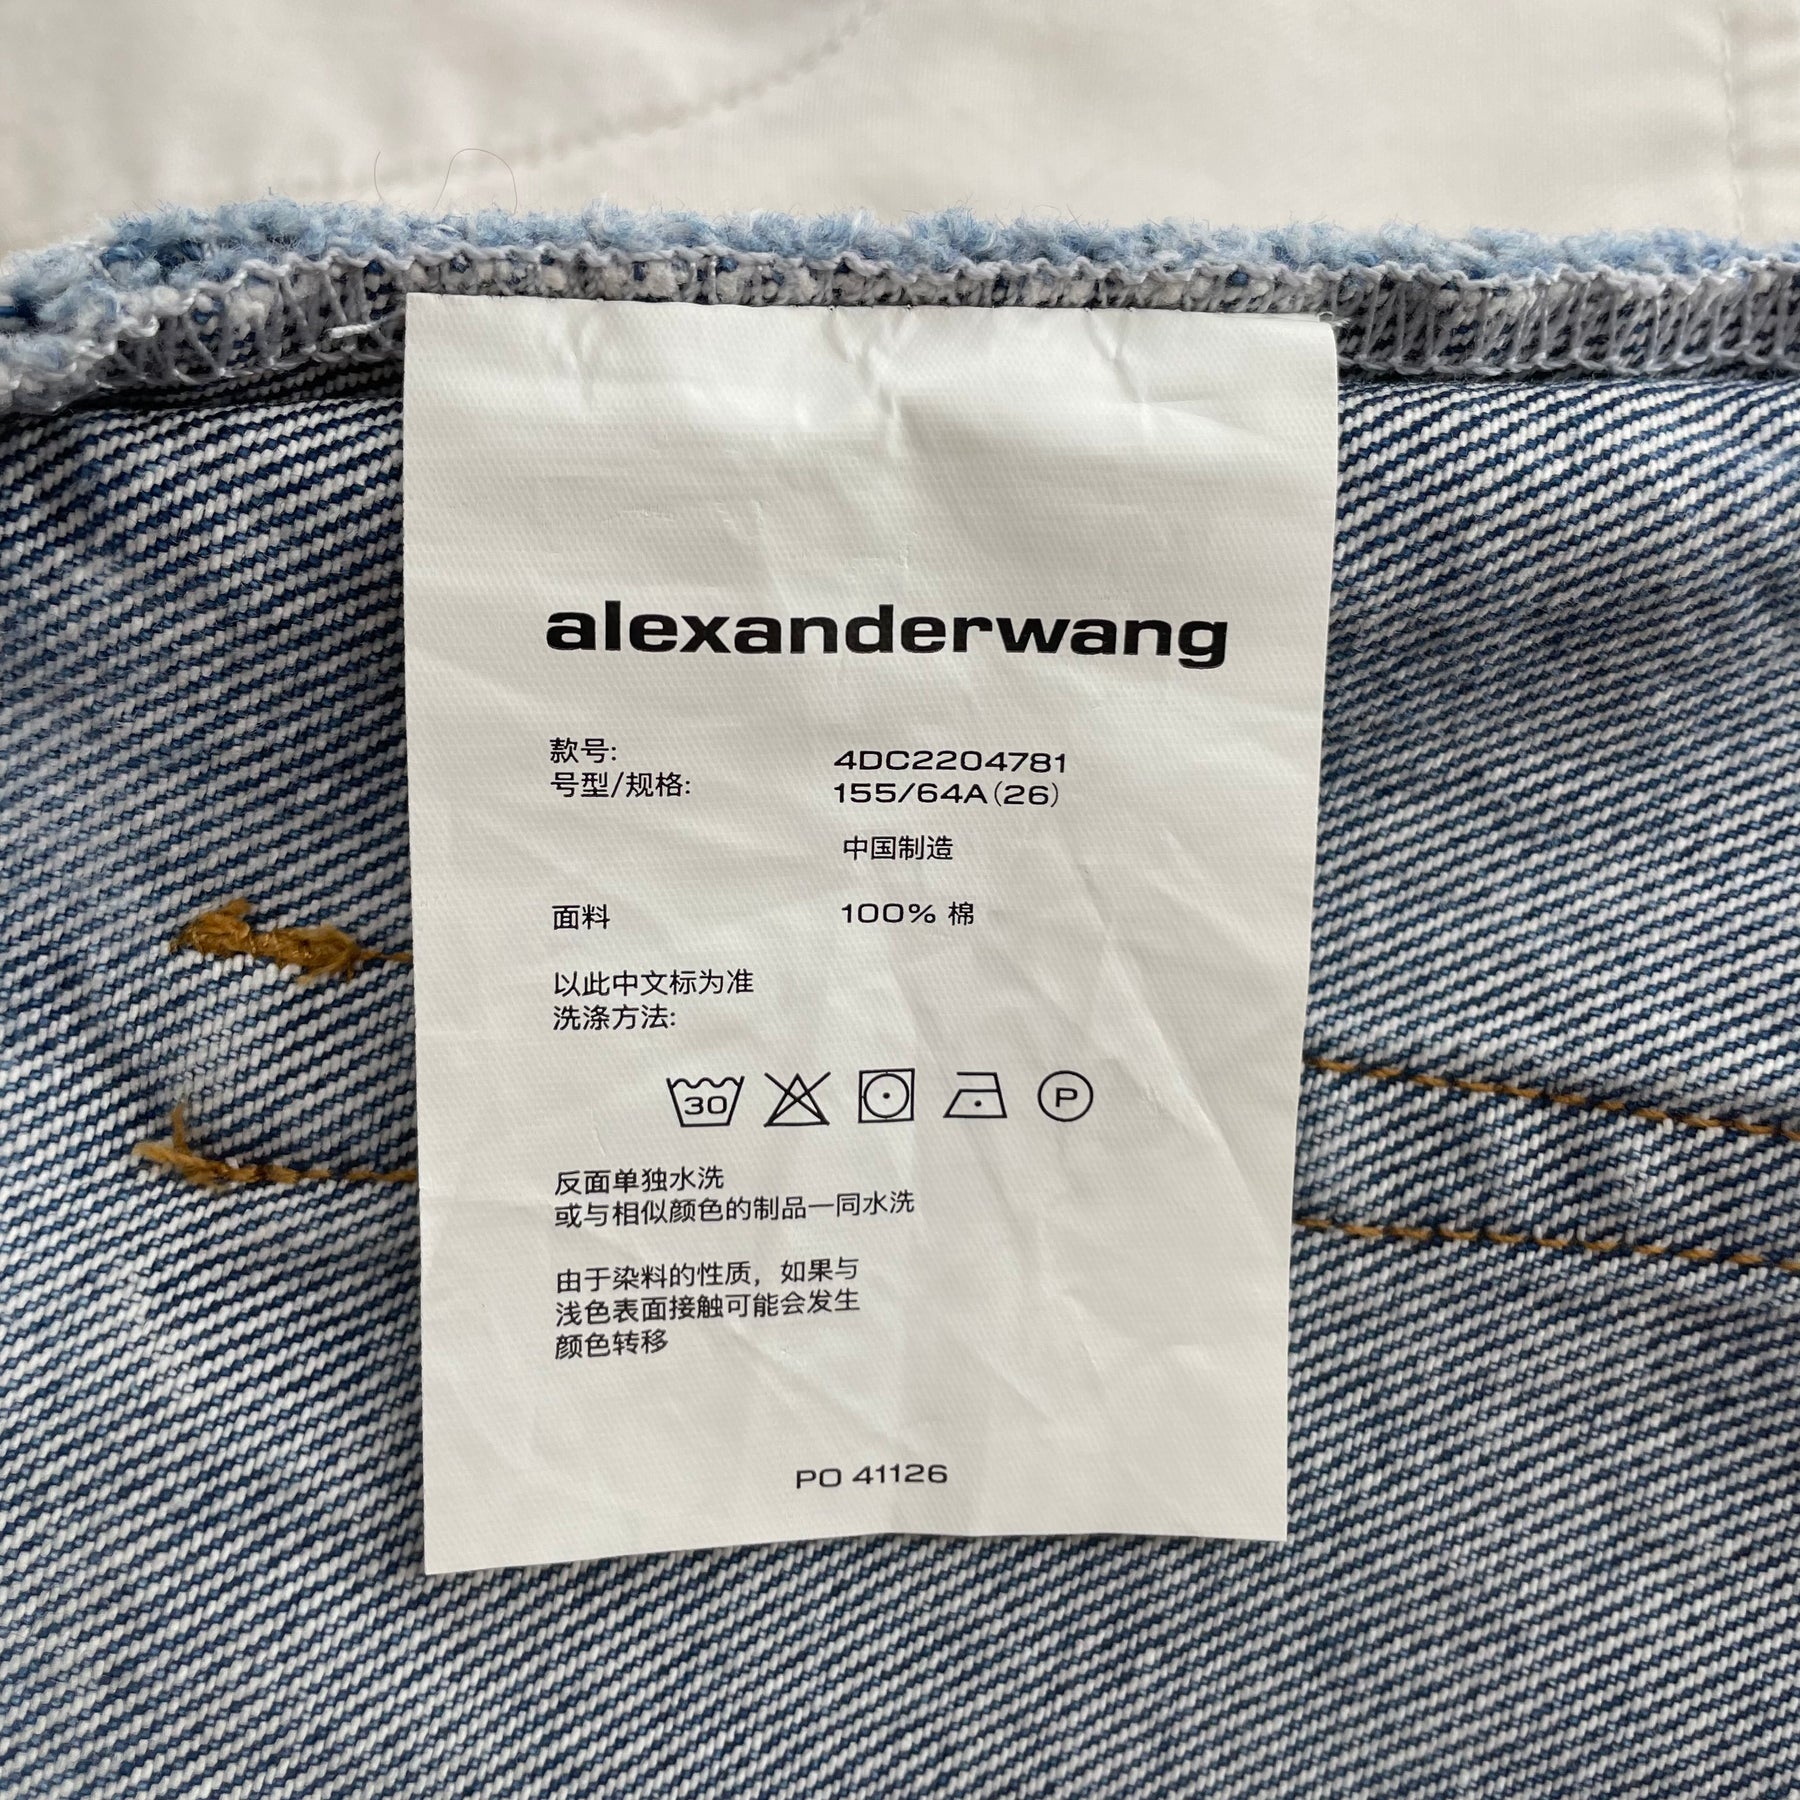 alexanderwang
款号: 4DC2204781
号型/规格: 155/64A(26)
中国制造
面料 100% 棉
以此中文标为准
洗涤方法:
30 P
反面单独水洗
或与相似颜色的制品一同水洗
由于染料的性质，如果与
浅色表面接触可能会发生
颜色转移
PO 41126